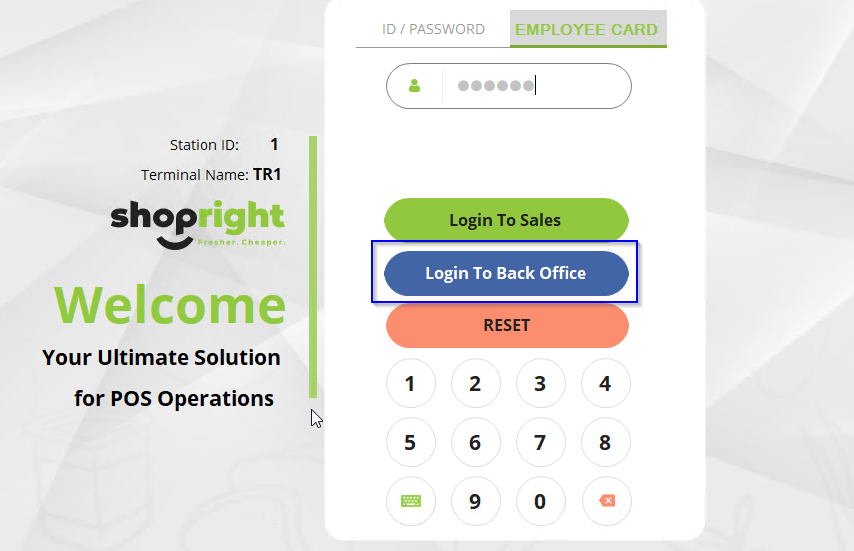 ID / PASSWORD
EMPLOYEE CARD
Station ID: 1
Terminal Name: TR1
shopright
Fresher. Cheaper.
Welcome
Your Ultimate Solution
for POS Operations
Login To Sales
Login To Back Office
RESET
1 2 3 4
5 6 7 8
9 0